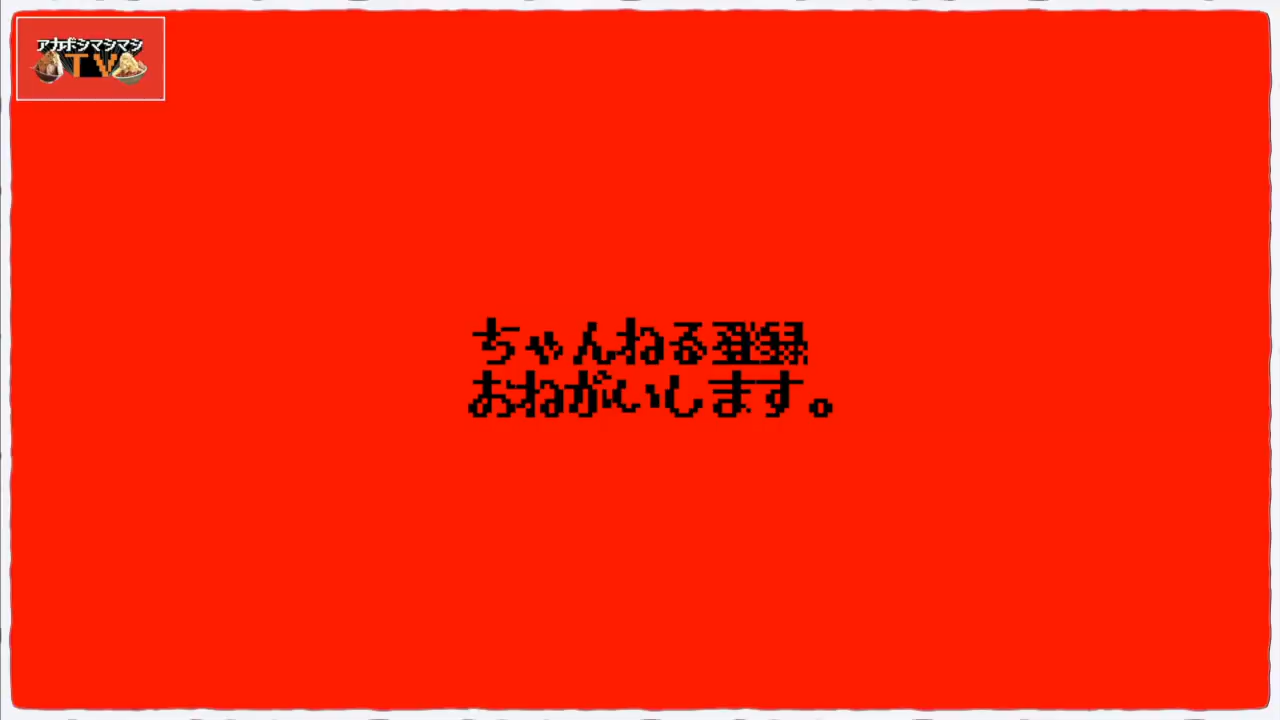 アカボシマシマシ
TV
ちゃんねる登録
おねがいします。